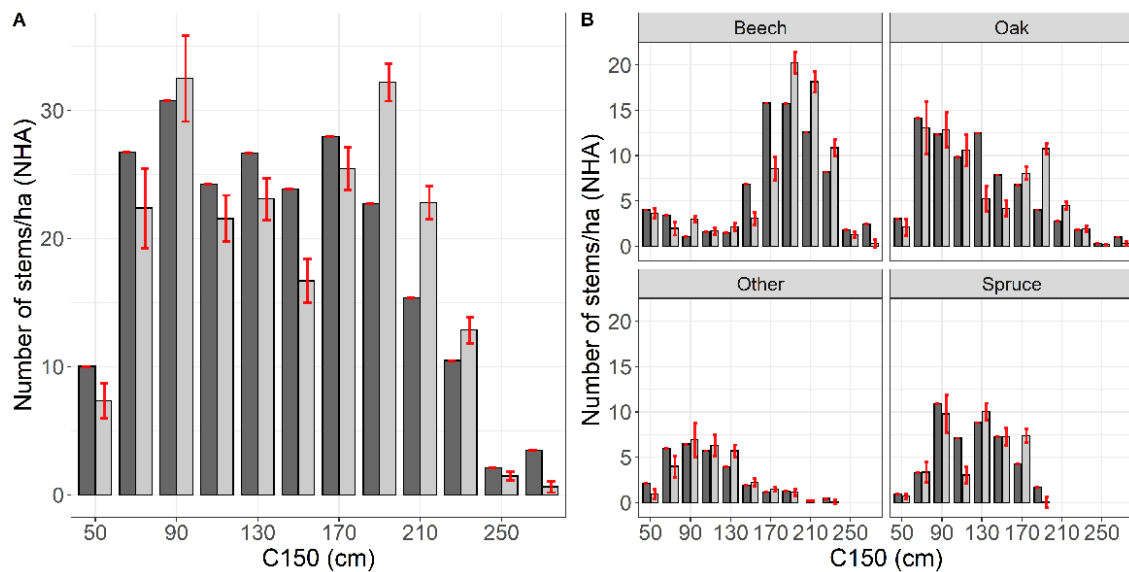 A
Number of stems/ha (NHA)
30
20
10
0
50 90 130 170 210 250
C150 (cm)
B
Number of stems/ha (NHA)
Beech Oak
20
15
10
5
0
Other Spruce
20
15
10
5
0
50 90 130 170 210 250 50 90 130 170 210 250
C150 (cm)